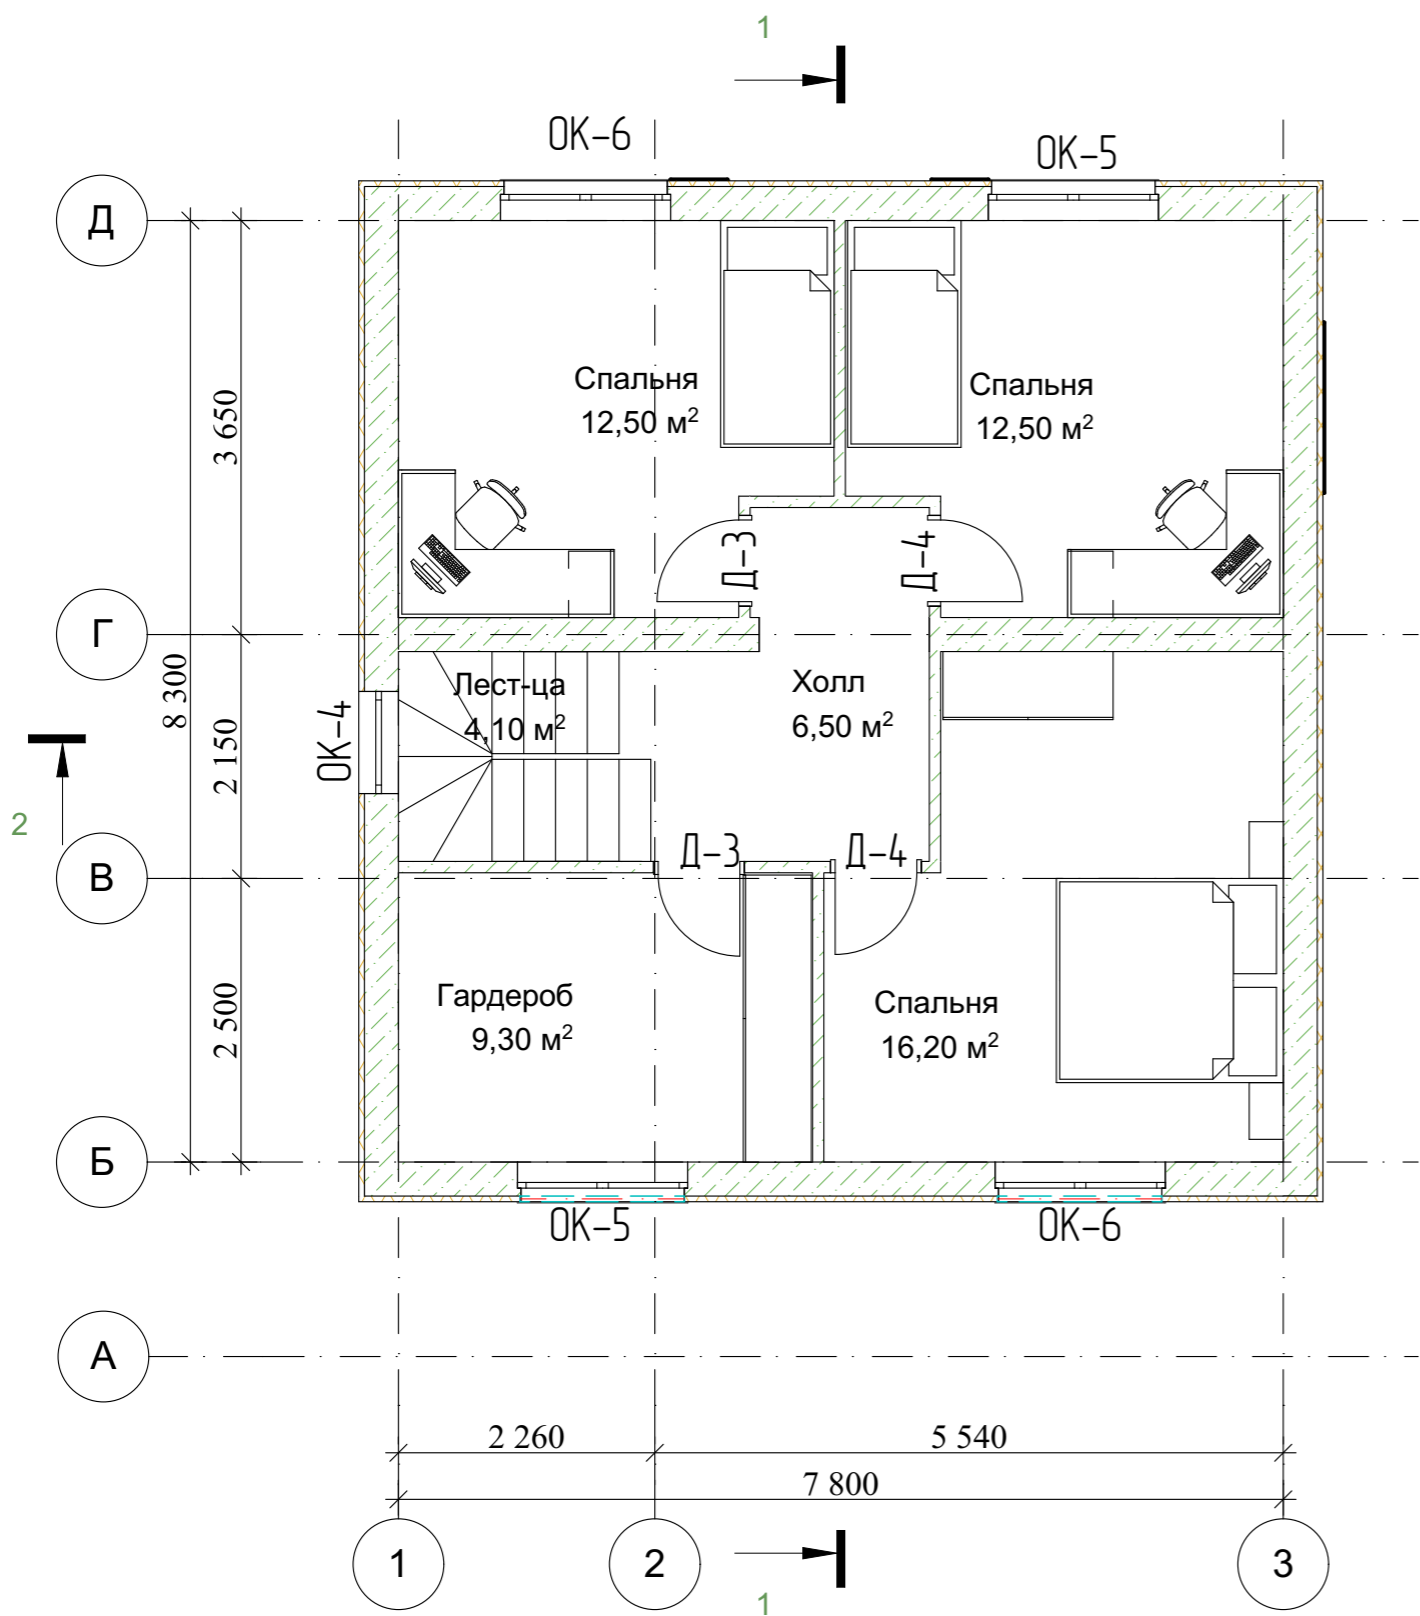 1
ОК-6
ОК-5
Д
3 650
Спальня
12,50 м²
Спальня
12,50 м²
Д-3
Д-4
Г
8 300
2 150
Лест-ца
4,10 м²
Холл
6,50 м²
ОК-4
2
В
Д-3
Д-4
2 500
Гардероб
9,30 м²
Спальня
16,20 м²
Б
ОК-5
ОК-6
А
2 260
5 540
7 800
1
2
3
1